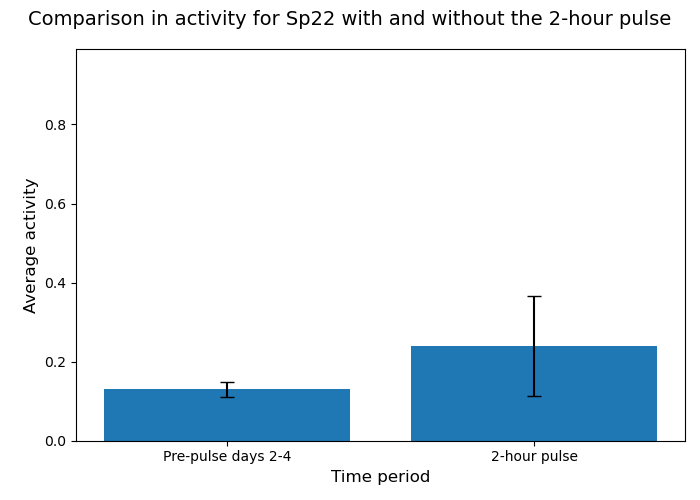 Comparison in activity for Sp22 with and without the 2-hour pulse
0.8
0.6
0.4
0.2
0.0
Average activity
Pre-pulse days 2-4
2-hour pulse
Time period